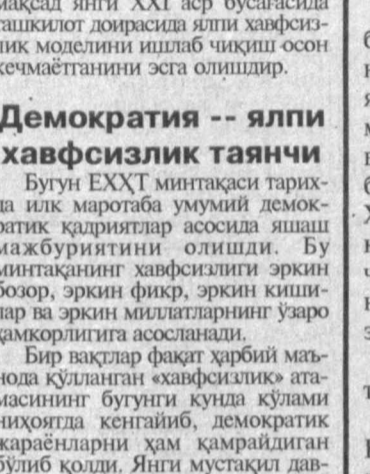 мақсад янги XXI аср бўсағасида
ташкилот доирасида ялпи хавфсиз-
лик моделини ишлаб чиқиш осон
кечмаётганини эсга олишдир.
Демократия -- ялпи
хавфсизлик таянчи
Бугун ЕХҲТ минтақаси тарих-
да илк маротаба умумий демок-
ратик қадриятлар асосида яшаш
мажбуриятини олишди. Бу
минтақанинг хавфсизлиги эркин
бозор, эркин фикр, эркин киши-
лар ва эркин миллатларнинг ўзаро
ҳамкорлигига асосланади.
Бир вақтлар фақат ҳарбий маъ-
нода қўлланган «хавфсизлик» ата-
масининг бугунги кунда кўлами
ниҳоятда кенгайиб, демократик
жараёнларни ҳам қамрайдиган
бўлиб қолди. Янги мустақил дав-